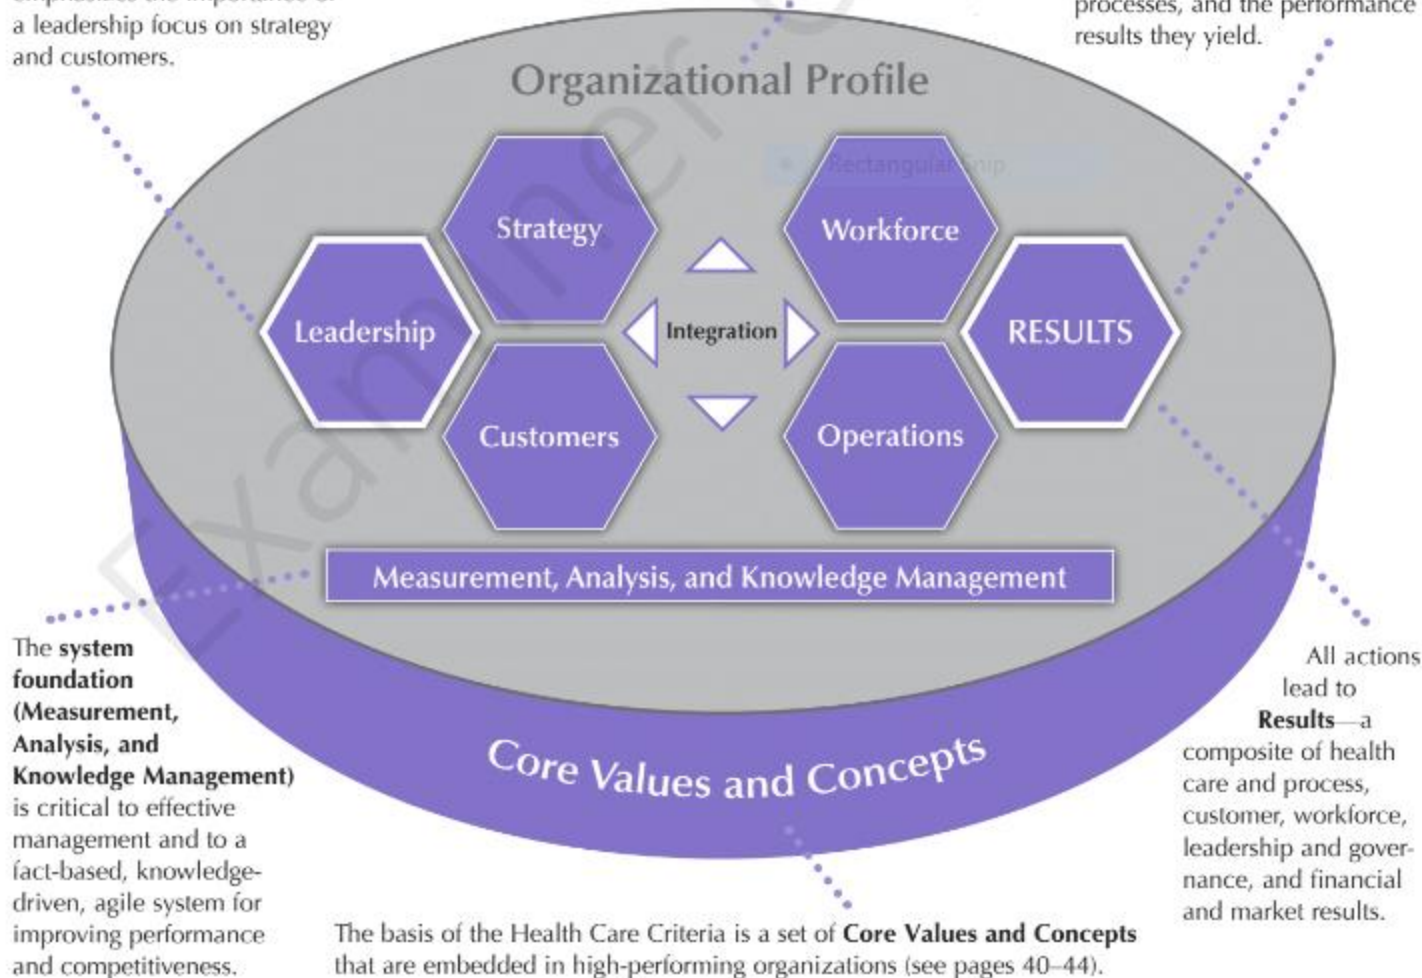 a leadership focus on strategy
and customers.
processes, and the performance
results they yield.
Organizational Profile
Rectangular Snip
Strategy
Workforce
Leadership
Integration
RESULTS
Customers
Operations
Measurement, Analysis, and Knowledge Management
Core Values and Concepts
Examiner
The system
foundation
(Measurement,
Analysis, and
Knowledge Management)
is critical to effective
management and to a
fact-based, knowledge-
driven, agile system for
improving performance
and competitiveness.
All actions
lead to
Results—a
composite of health
care and process,
customer, workforce,
leadership and gover-
nance, and financial
and market results.
The basis of the Health Care Criteria is a set of Core Values and Concepts
that are embedded in high-performing organizations (see pages 40–44).